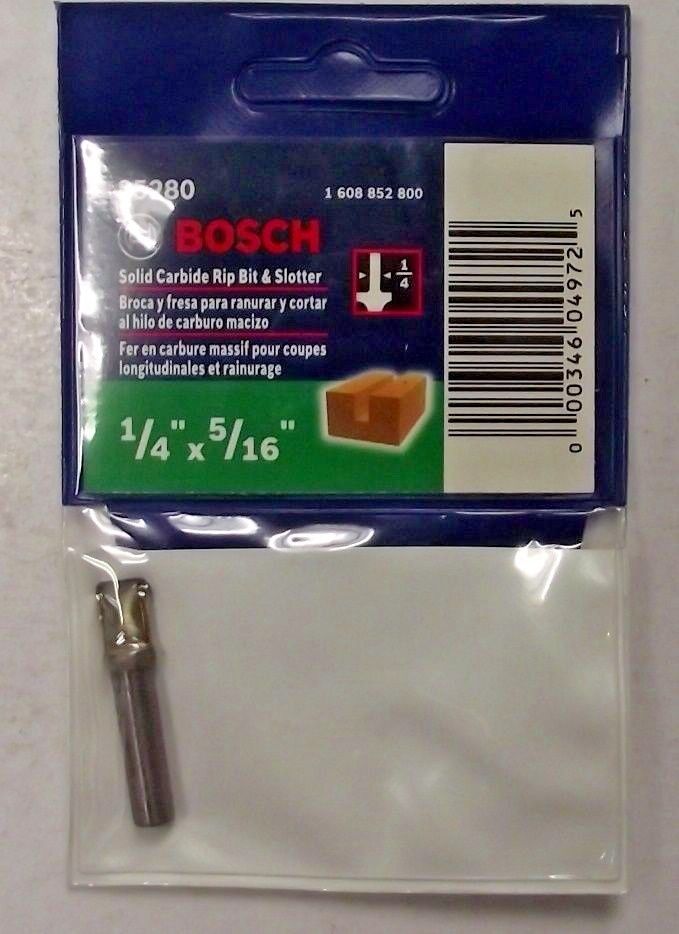 1 608 852 800
BOSCH
Solid Carbide Rip Bit & Slotter
1/4
Broca y fresa para ranurar y cortar
al hilo de carburo macizo
Fer en carbure massif pour coupes
longitudinales et rainurage
1/4" x 5/16"
0 00346 04972 5